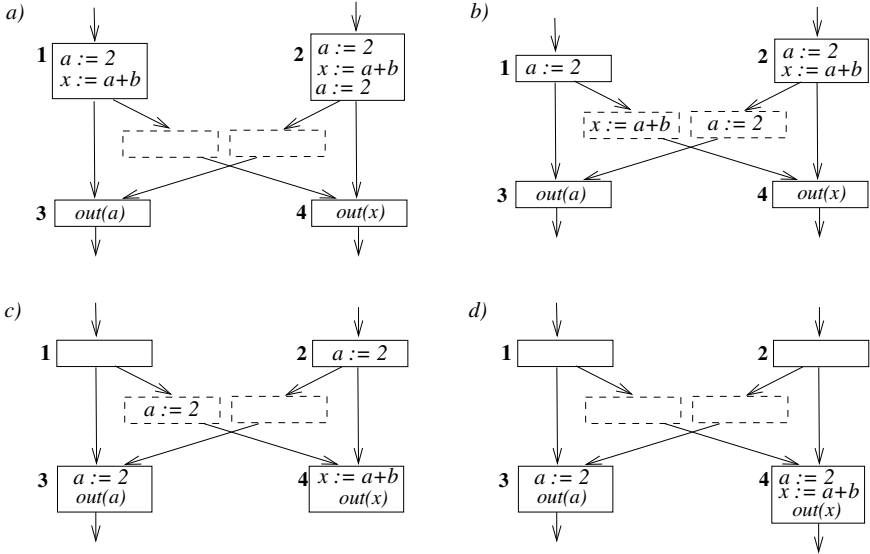 a)
1
a := 2
x := a+b
2
a := 2
x := a+b
a := 2
3
out(a)
4
out(x)
b)
1
a := 2
2
a := 2
x := a+b
x := a+b
a := 2
3
out(a)
4
out(x)
c)
1
2
a := 2
a := 2
3
a := 2
out(a)
4
x := a+b
out(x)
d)
1
2
3
a := 2
out(a)
4
a := 2
x := a+b
out(x)